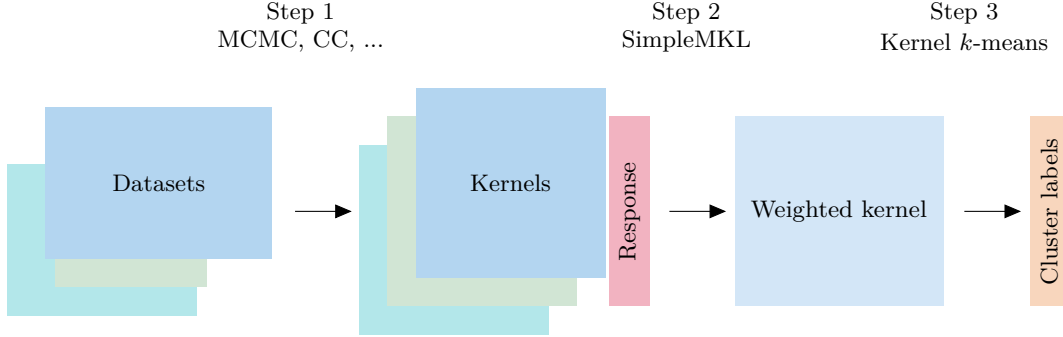 Step 1
MCMC, CC, ...
Step 2
SimpleMKL
Step 3
Kernel k-means
Datasets
Kernels
Response
Weighted kernel
Cluster labels